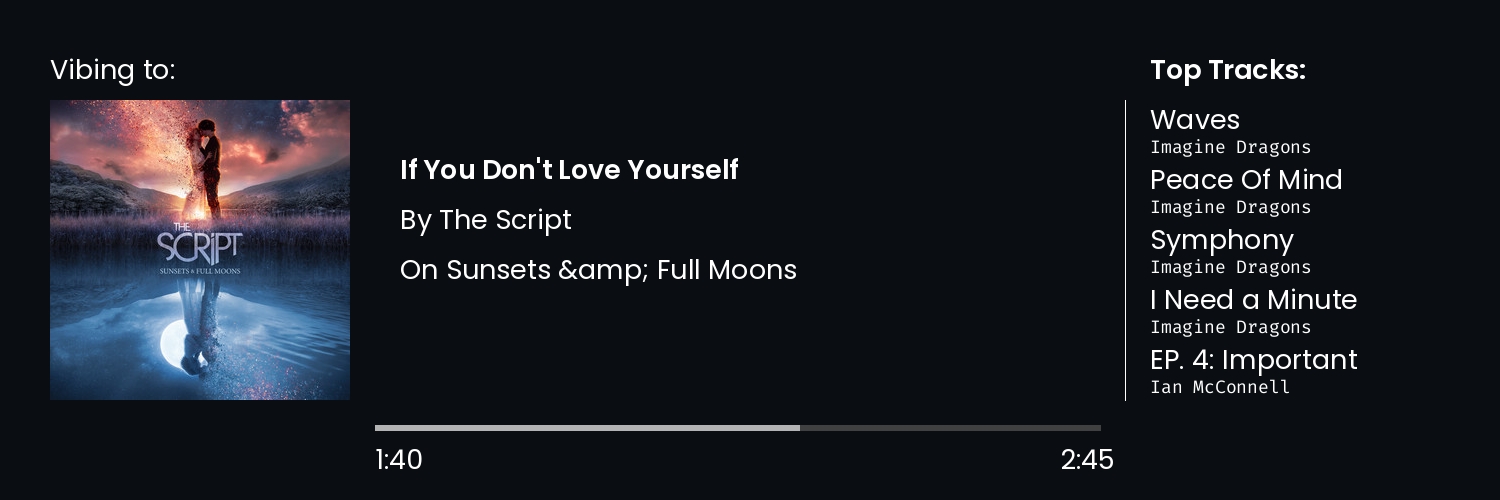 Vibing to:
THE
SCRIPT
SUNSETS & FULL MOONS
If You Don't Love Yourself
By The Script
On Sunsets &amp; Full Moons
1:40
2:45
Top Tracks:
Waves
Imagine Dragons
Peace Of Mind
Imagine Dragons
Symphony
Imagine Dragons
I Need a Minute
Imagine Dragons
EP. 4: Important
Ian McConnell